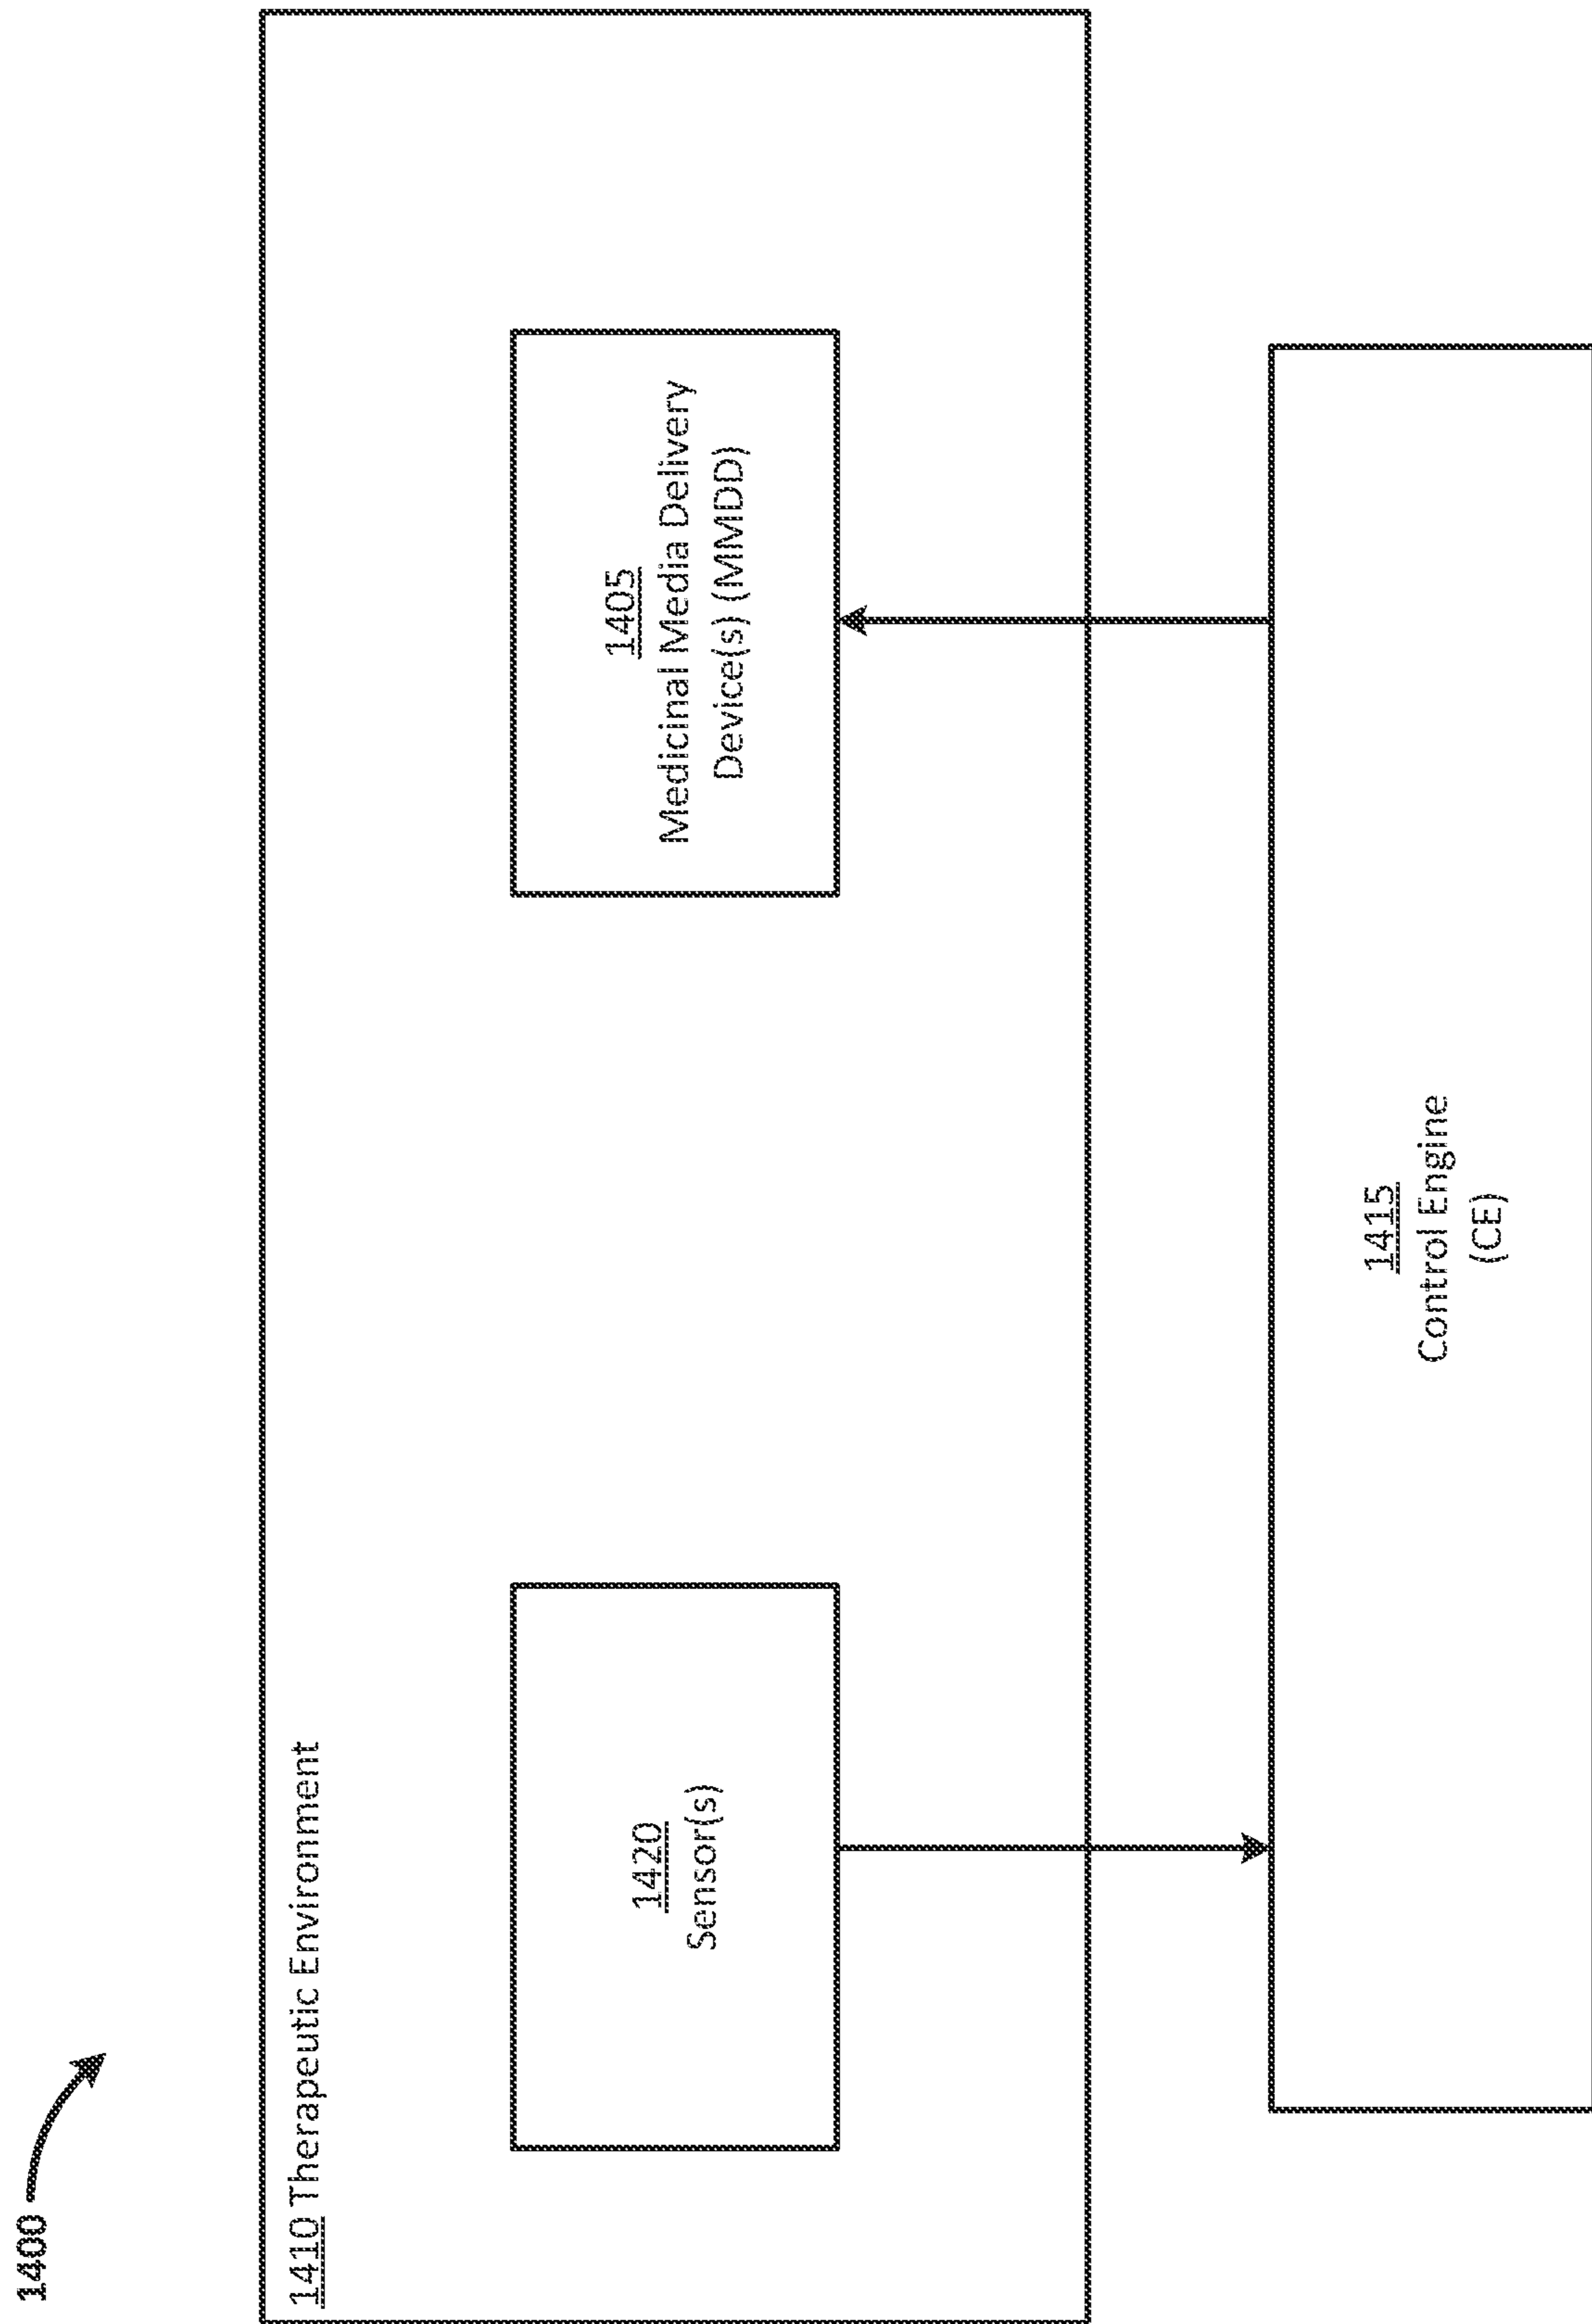 1400
1410 Therapeutic Environment
1420
Sensor(s)
1405
Medicinal Media Delivery
Device(s) (MMDD)
1415
Control Engine
(CE)